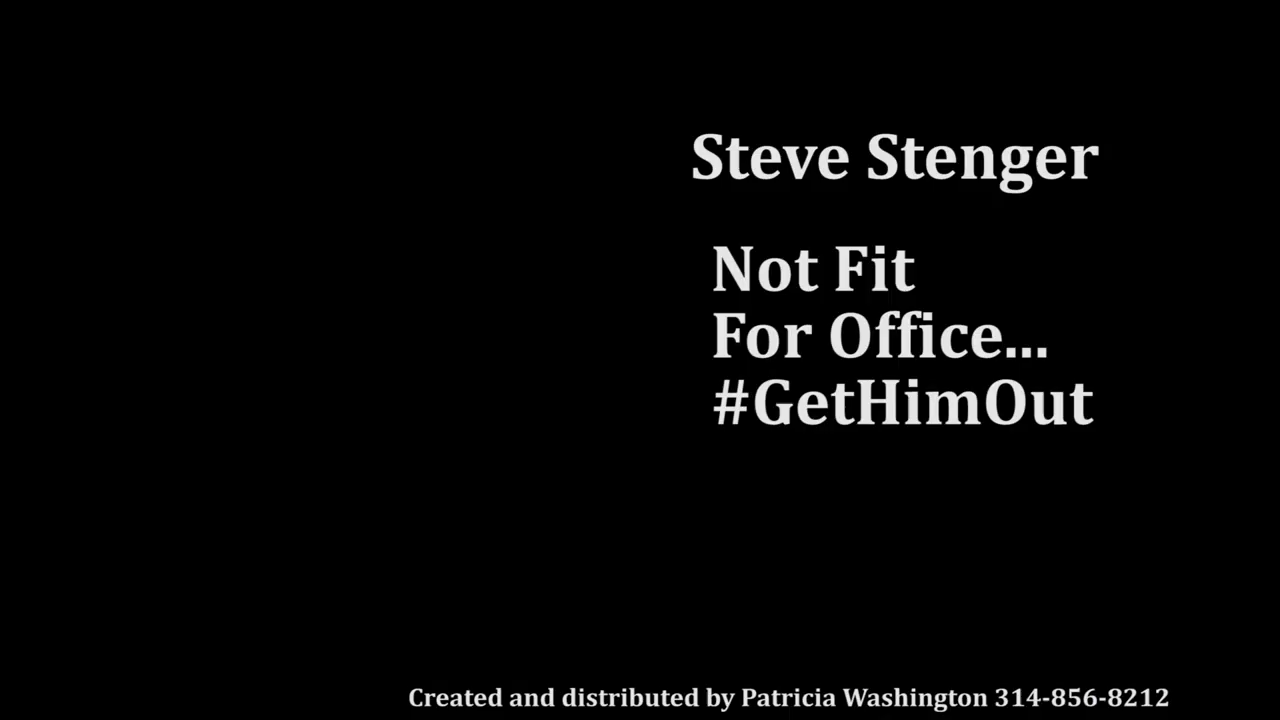 Steve Stenger
Not Fit
For Office...
#GetHimOut
Created and distributed by Patricia Washington 314-856-8212